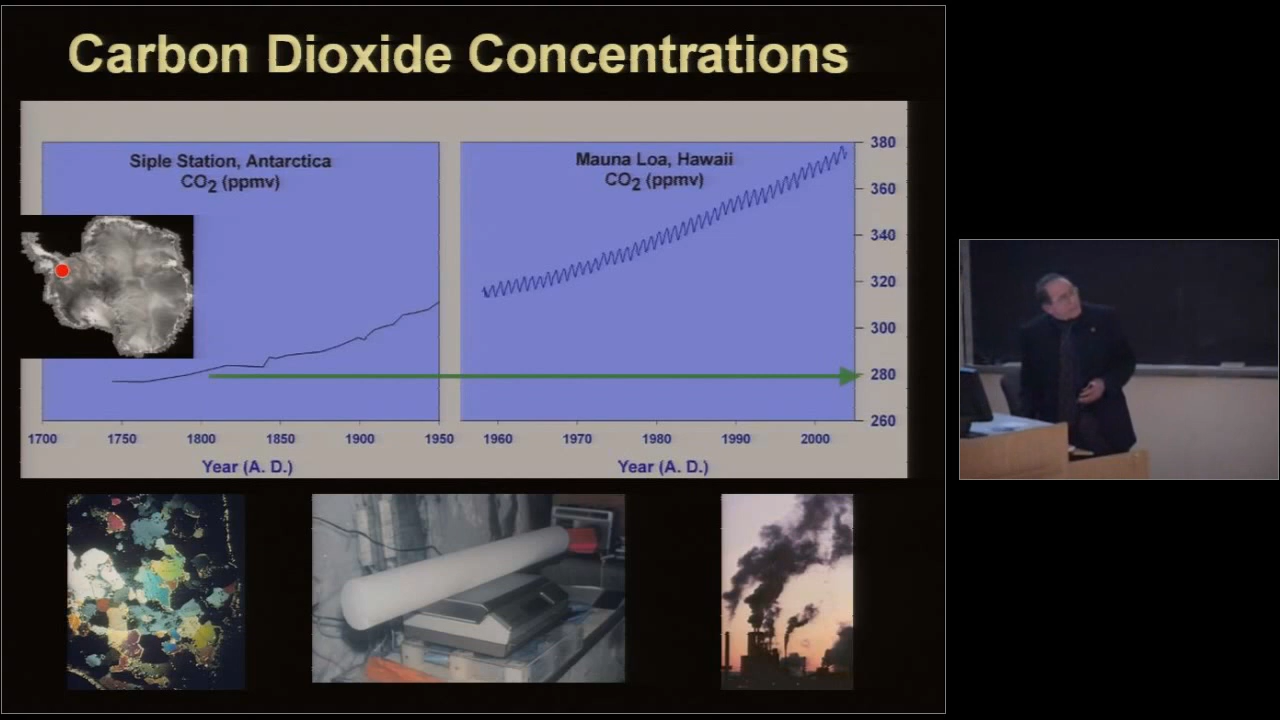 Carbon Dioxide Concentrations
Siple Station, Antarctica
CO2 (ppmv)
Mauna Loa, Hawaii
CO2 (ppmv)
380
360
340
320
300
280
260
1700 1750 1800 1850 1900 1950
1960 1970 1980 1990 2000
Year (A. D.)
Year (A. D.)